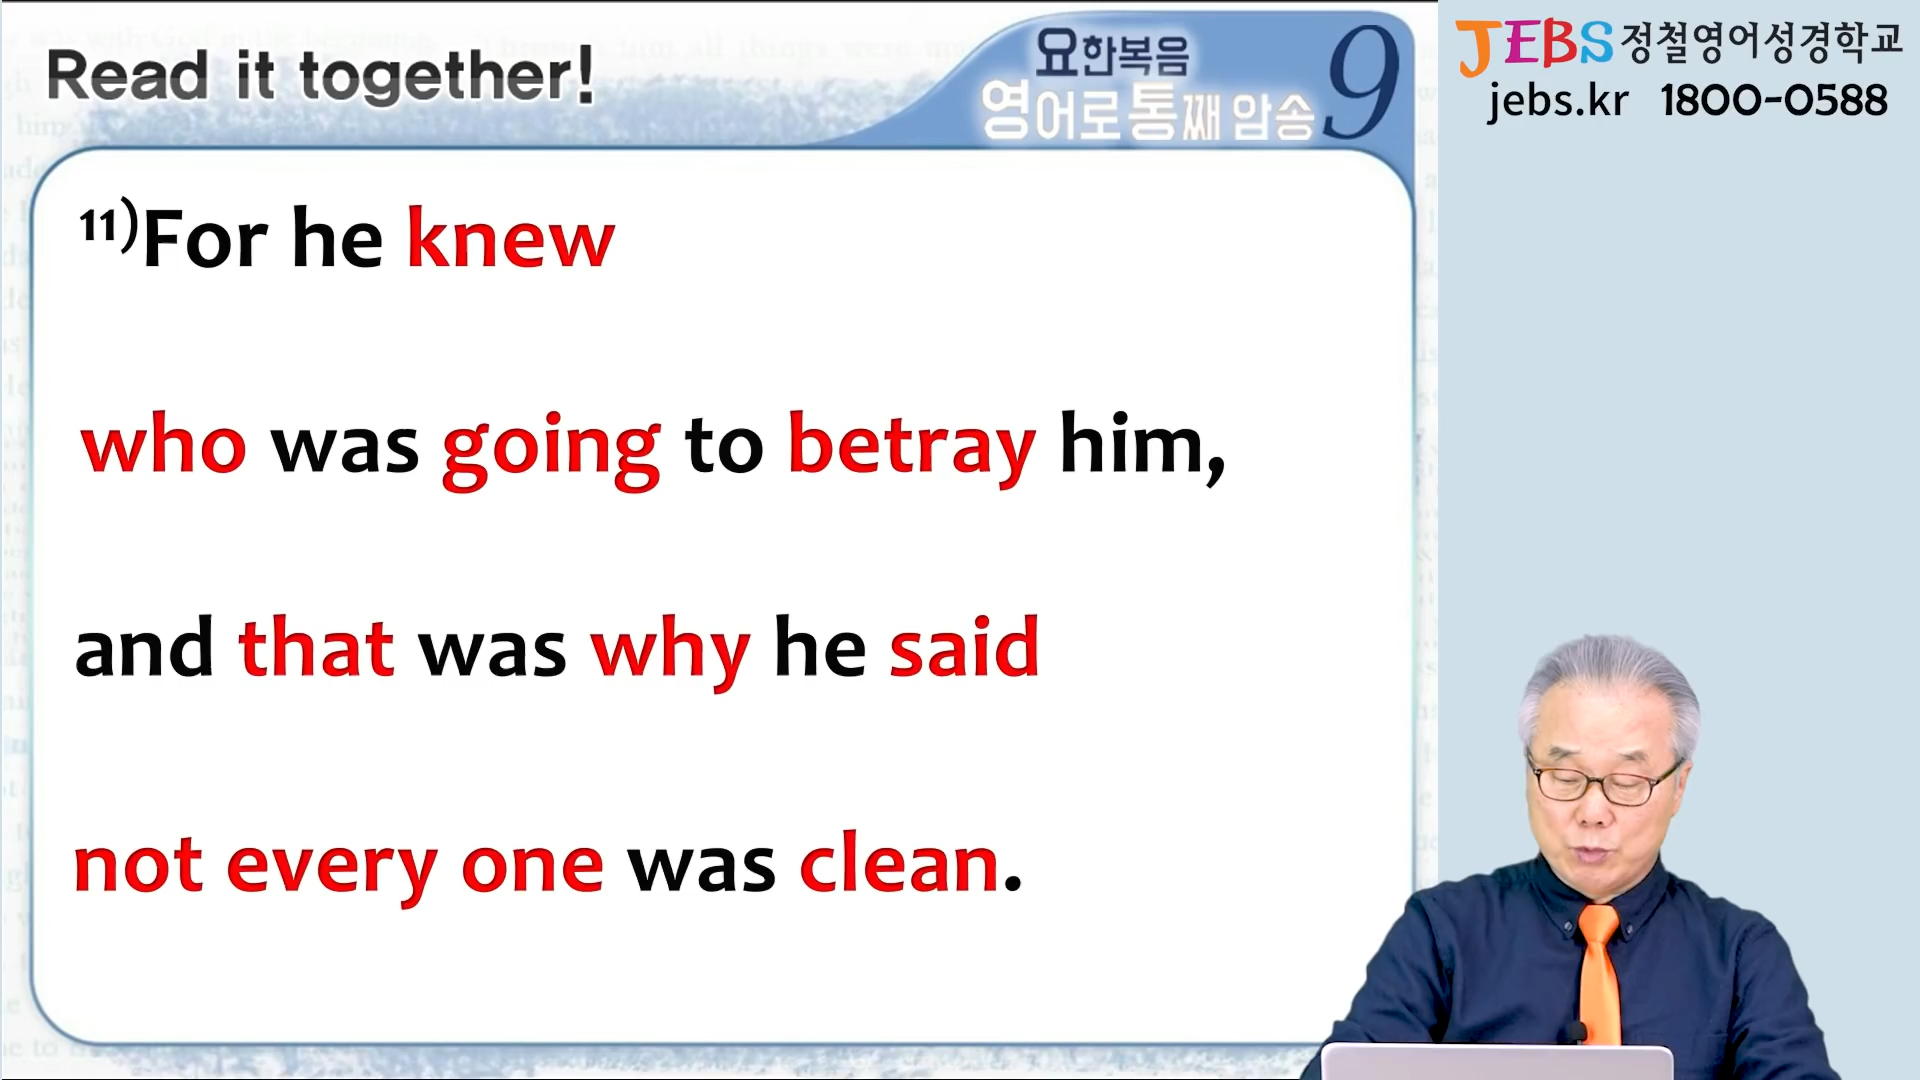 Read it together!
요한복음
영어로통째암송 9
JEBS 정철영어성경학교
jebs.kr 1800-0588
11)For he knew
who was going to betray him,
and that was why he said
not every one was clean.